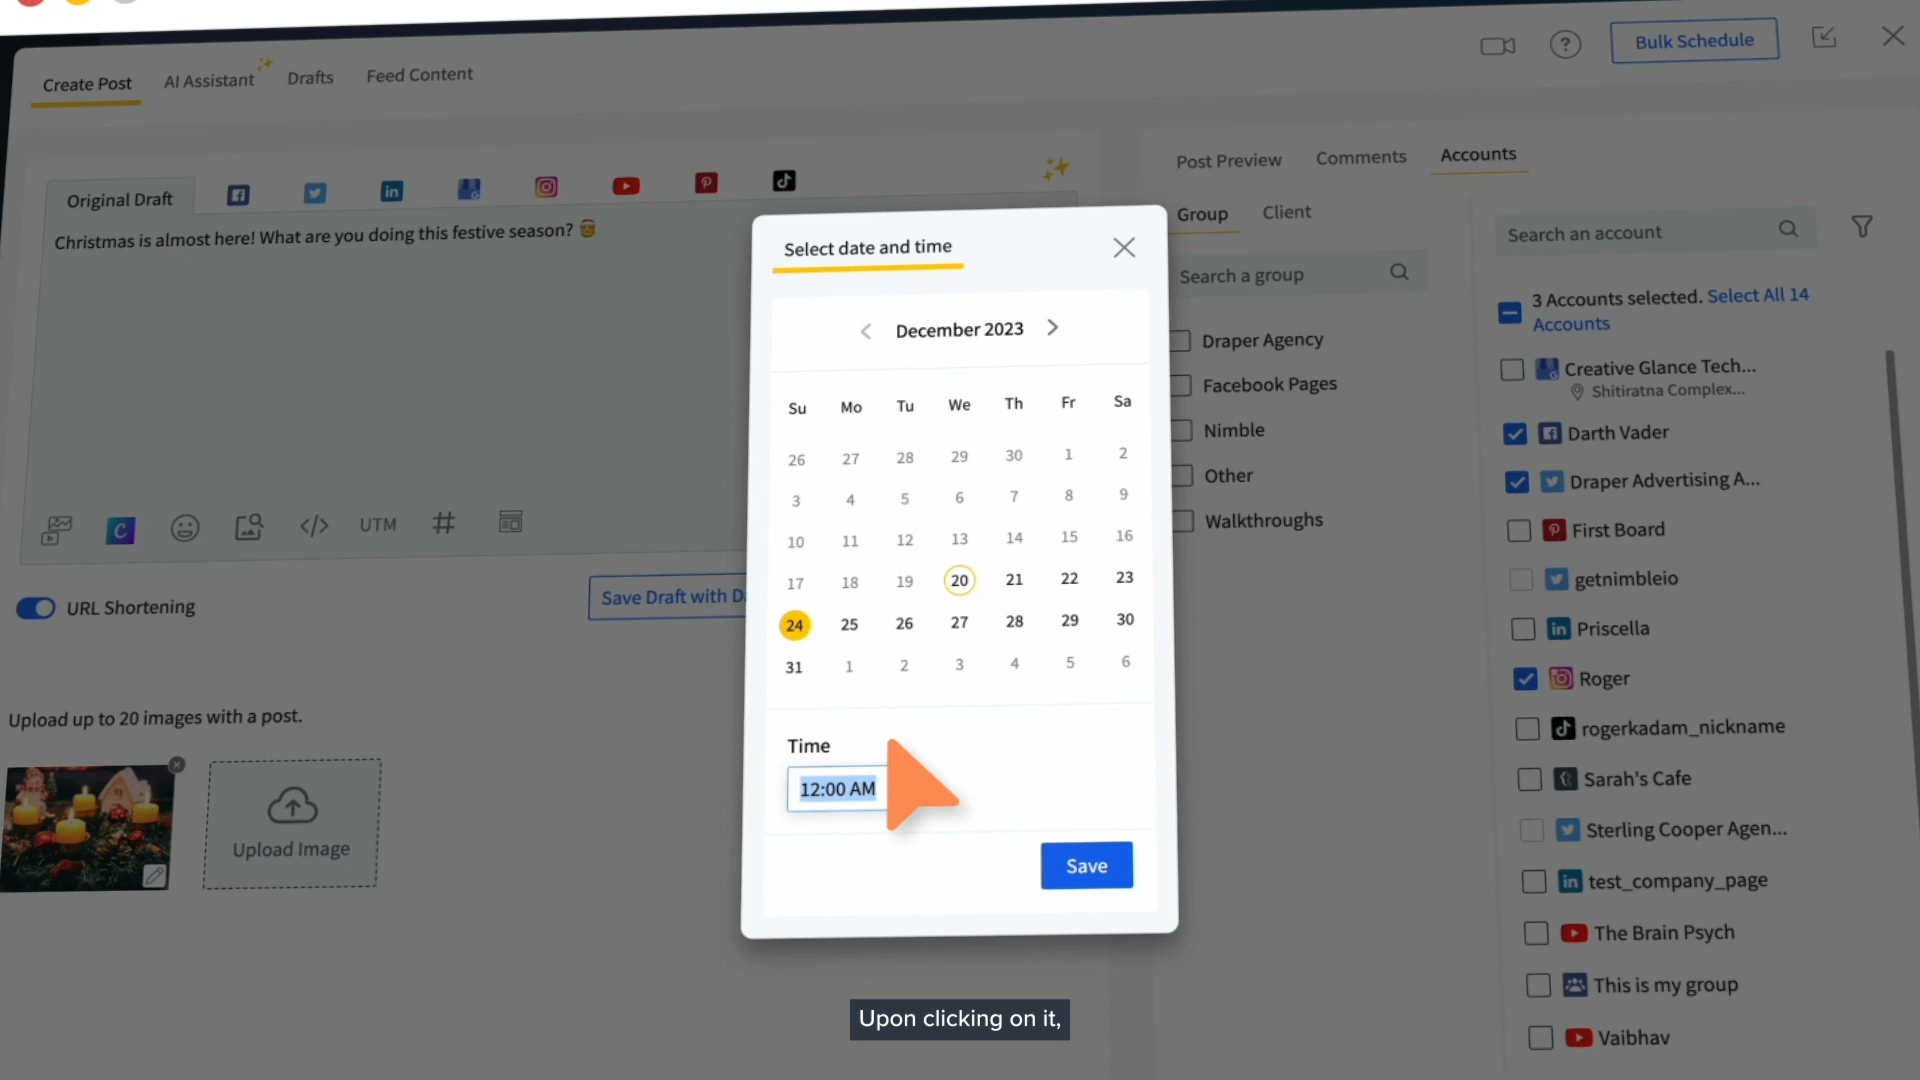 Create Post
AI Assistant
Drafts
Feed Content
Bulk Schedule
Original Draft
Christmas is almost here! What are you doing this festive season?
UTM
URL Shortening
Save Draft with D
Upload up to 20 images with a post.
Upload Image
Select date and time
December 2023
Su Mo Tu We Th Fr Sa
26 27 28 29 30 1 2
3 4 5 6 7 8 9
10 11 12 13 14 15 16
17 18 19 20 21 22 23
24 25 26 27 28 29 30
31 1 2 3 4 5 6
Time
12:00 AM
Save
Post Preview
Comments
Accounts
Group
Client
Search a group
Draper Agency
Facebook Pages
Nimble
Other
Walkthroughs
Search an account
3 Accounts selected. Select All 14
Accounts
Creative Glance Tech...
Shitiratna Complex...
Darth Vader
Draper Advertising A...
First Board
getnimbleio
Priscella
Roger
rogerkadam_nickname
Sarah's Cafe
Sterling Cooper Agen...
test_company_page
The Brain Psych
This is my group
Vaibhav
Upon clicking on it,